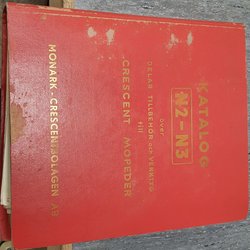 KATALOG
N2-N3
över
DELAR, TILLBEHÖR och VERKTYG
till
CRESCENT MOPEDER
MONARK-CRESCENTBOLAGEN AB